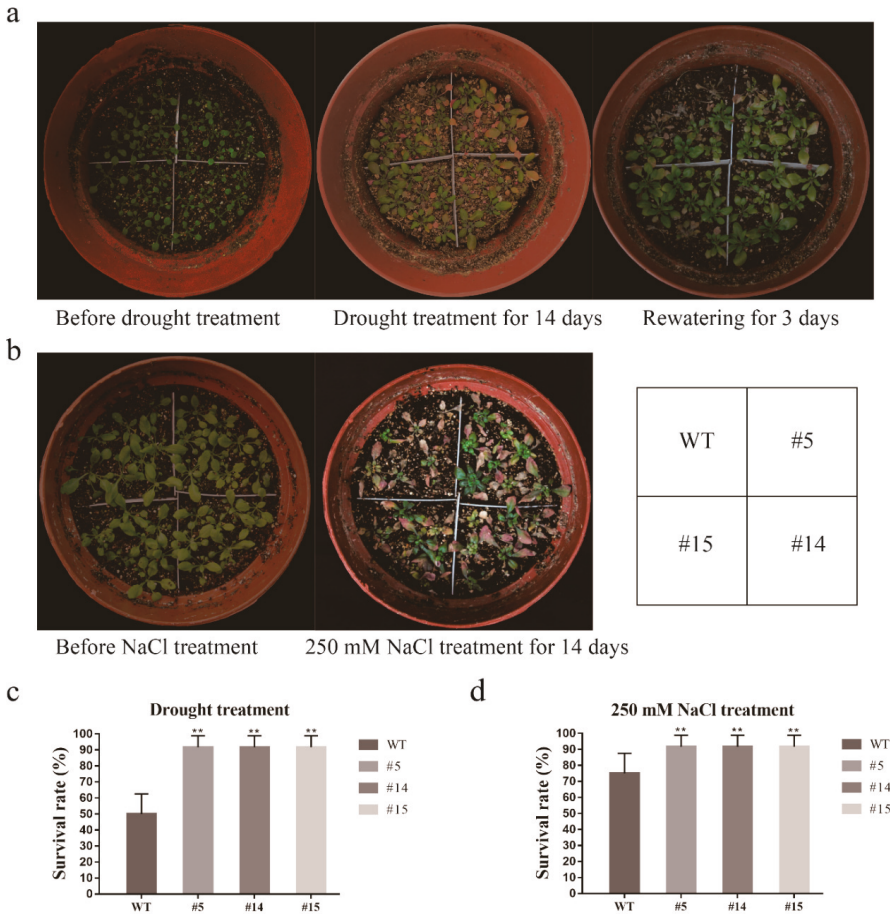 a
Before drought treatment
Drought treatment for 14 days
Rewatering for 3 days
b
Before NaCl treatment
250 mM NaCl treatment for 14 days
WT
#5
#15
#14
c
Drought treatment
Survival rate (%)
100
90
80
70
60
50
40
30
20
10
0
**
**
**
WT
#5
#14
#15
WT
#5
#14
#15
d
250 mM NaCl treatment
Survival rate (%)
100
90
80
70
60
50
40
30
20
10
0
**
**
**
WT
#5
#14
#15
WT
#5
#14
#15